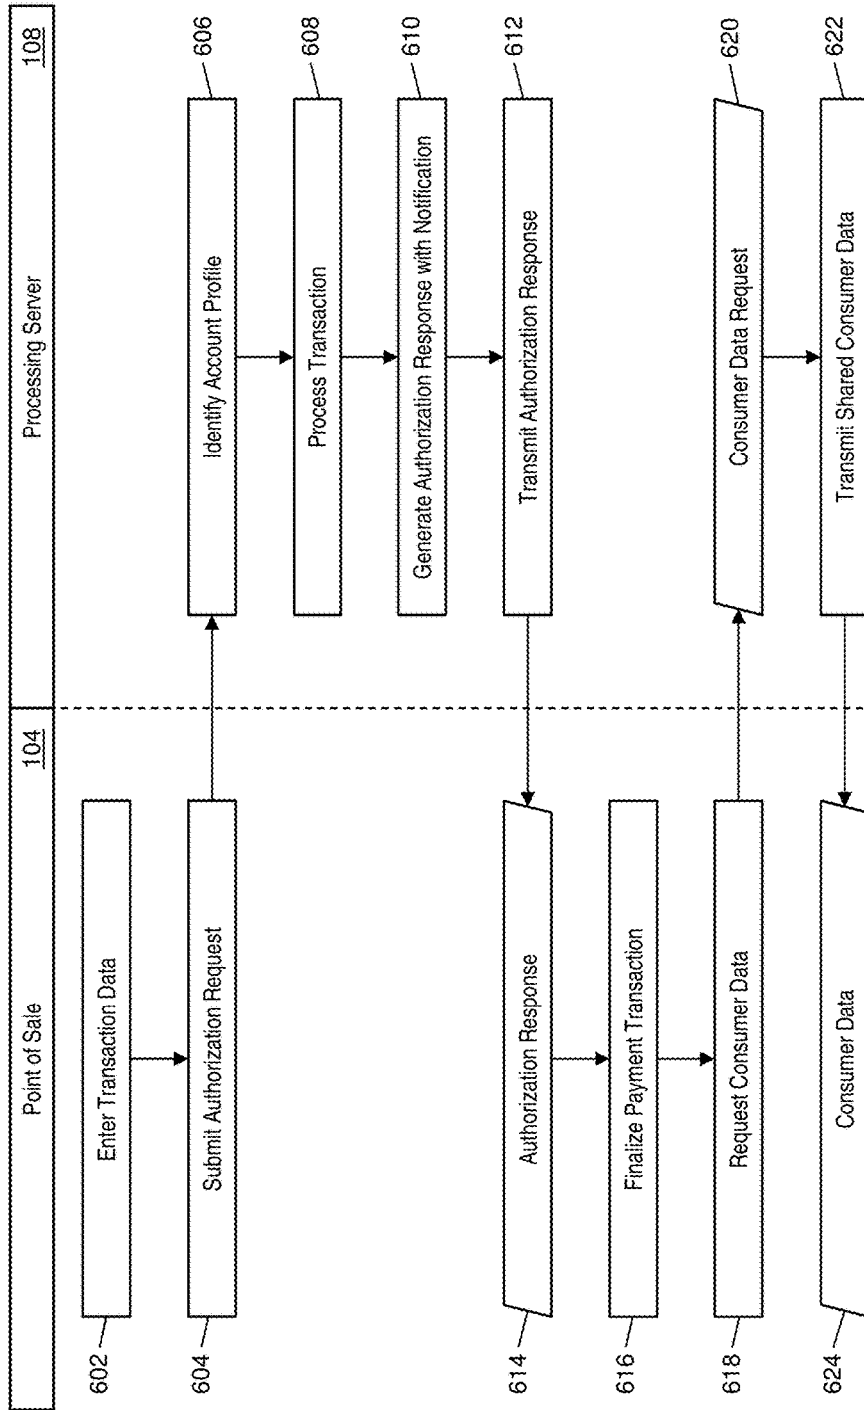 Point of Sale
104
Processing Server
108
602
Enter Transaction Data
604
Submit Authorization Request
Identify Account Profile
606
Process Transaction
608
Generate Authorization Response with Notification
610
Transmit Authorization Response
612
614
Authorization Response
616
Finalize Payment Transaction
618
Request Consumer Data
Consumer Data Request
620
Transmit Shared Consumer Data
622
624
Consumer Data